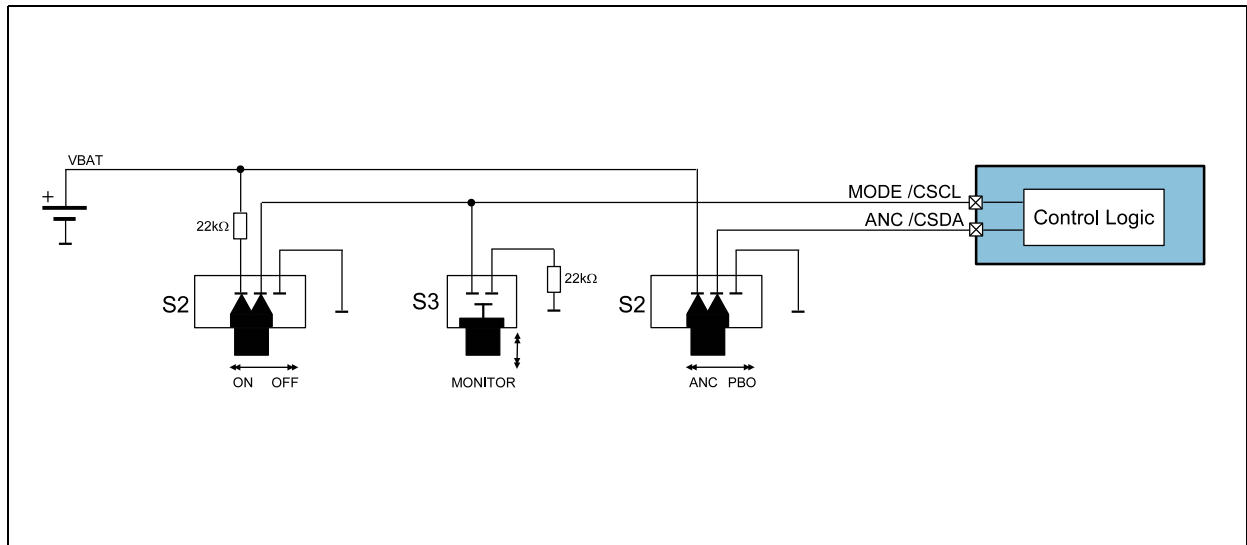 VBAT
+
MODE /CSCL
ANC /CSDA
Control Logic
22kΩ
22kΩ
S2
S3
S2
ON OFF
MONITOR
ANC PBO